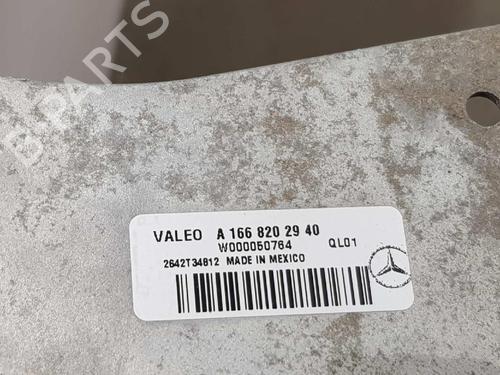 B-PARTS
VALEO A 166 820 29 40
W000050764 QL01
2642T34812 MADE IN MEXICO